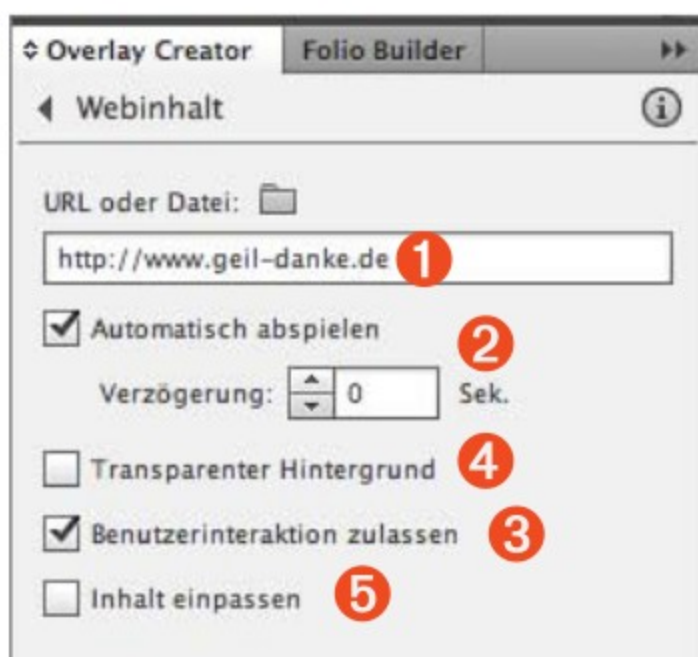 Overlay Creator Folio Builder
Webinhalt
URL oder Datei:
http://www.geil-danke.de 1
Automatisch abspielen
2
Verzögerung: 0 Sek.
Transparenter Hintergrund 4
Benutzerinteraktion zulassen 3
Inhalt einpassen 5